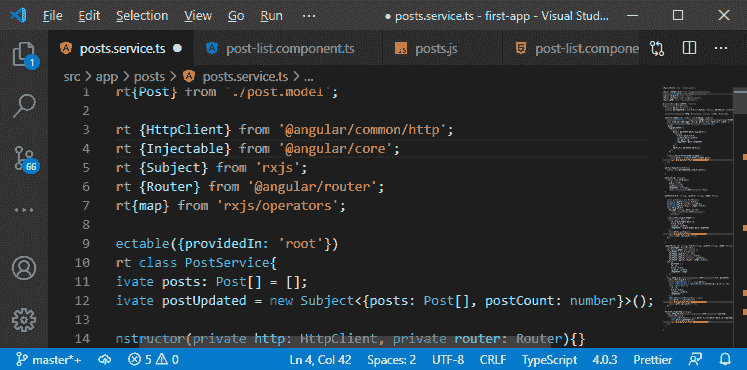 File Edit Selection View Go Run ··· ● posts.service.ts - first-app - Visual Stud...
posts.service.ts ● post-list.component.ts JS posts.js post-list.compone ···
1
src > app > posts > posts.service.ts > ...
1 rt{Post} from './post.model';
2
3 rt {HttpClient} from '@angular/common/http';
4 rt {Injectable} from '@angular/core';
5 rt {Subject} from 'rxjs';
6 rt {Router} from '@angular/router';
7 rt{map} from 'rxjs/operators';
8
9 ectable({providedIn: 'root'})
10 rt class PostService{
11 ivate posts: Post[] = [];
12 ivate postUpdated = new Subject<{posts: Post[], postCount: number}>();
13
14 nstructor(private http: HttpClient, private router: Router){}
66
master*+ 5 0 Ln 4, Col 42 Spaces: 2 UTF-8 CRLF TypeScript 4.0.3 Prettier